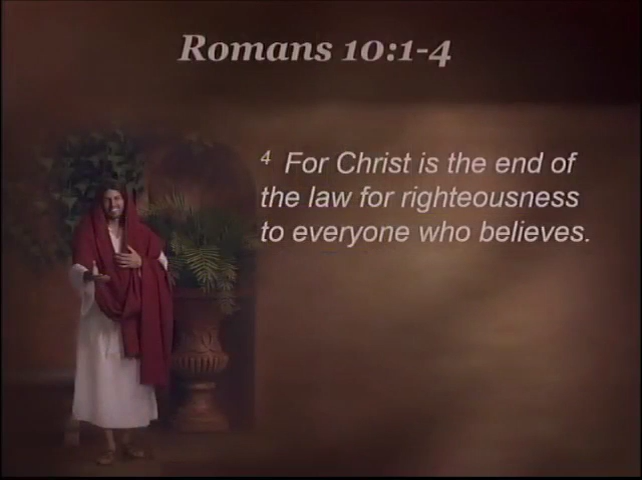 Romans 10:1-4
4 For Christ is the end of
the law for righteousness
to everyone who believes.